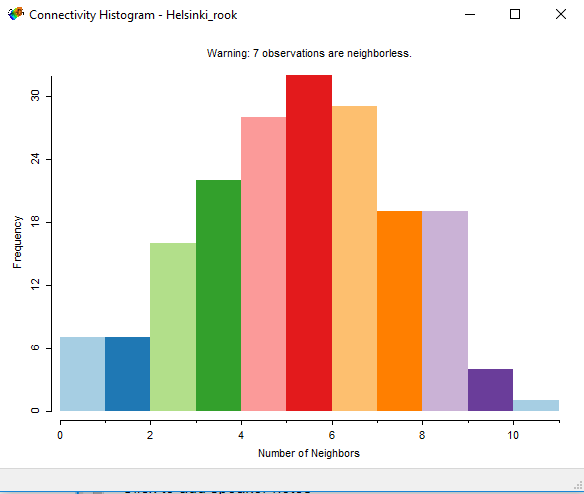 Connectivity Histogram - Helsinki_rook
Warning: 7 observations are neighborless.
30
24
18
12
6
0
Frequency
0 2 4 6 8 10
Number of Neighbors